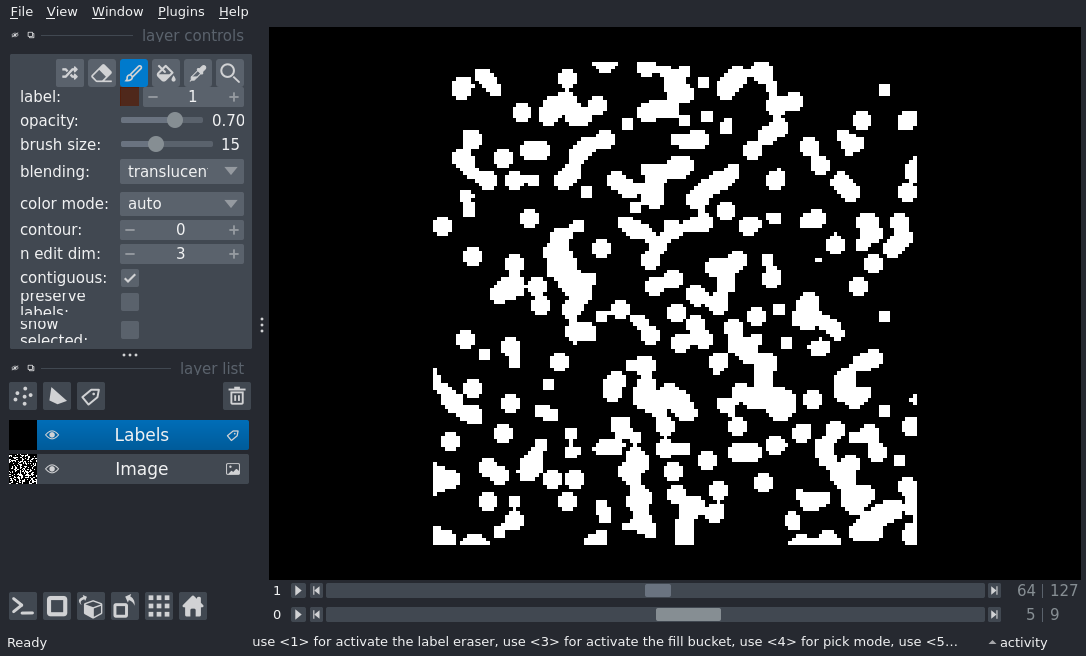 File View Window Plugins Help
layer controls
label: 1
opacity: 0.70
brush size: 15
blending: translucen
color mode: auto
contour: 0
n edit dim: 3
contiguous:
preserve
labels:
show
selected:
layer list
Labels
Image
1 64 127
0 5 9
Ready use <1> for activate the label eraser, use <3> for activate the fill bucket, use <4> for pick mode, use <5... activity